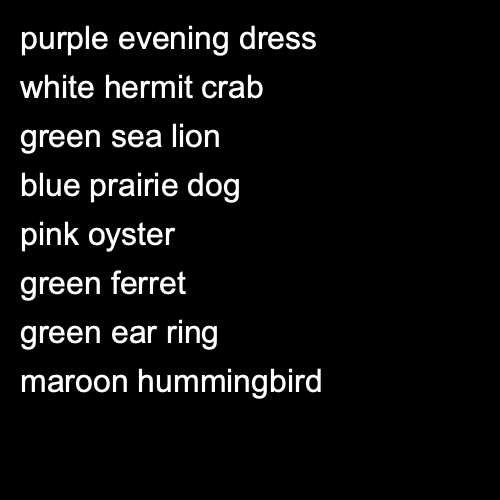 purple evening dress
white hermit crab
green sea lion
blue prairie dog
pink oyster
green ferret
green ear ring
maroon hummingbird